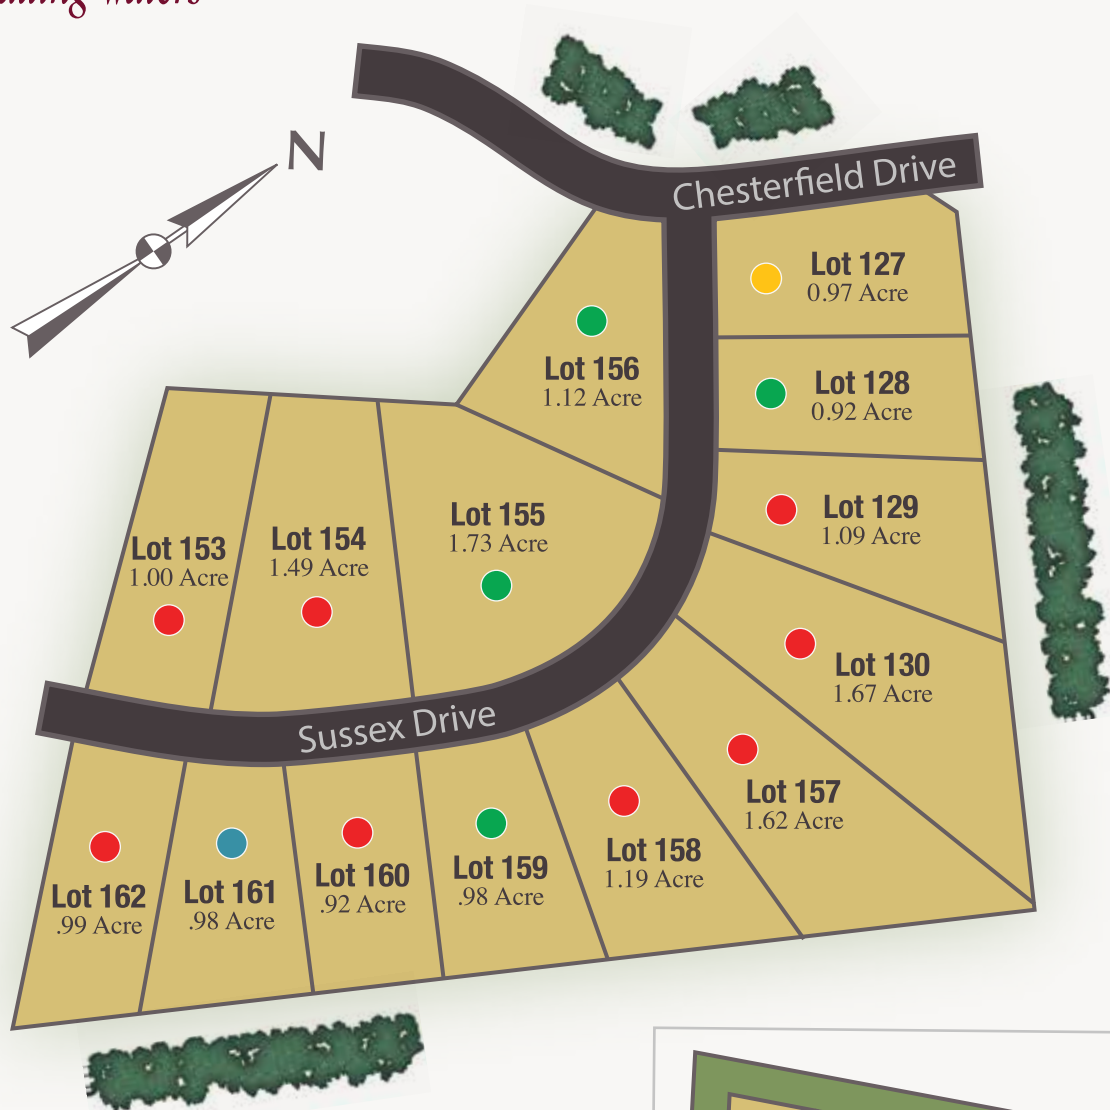 N
Chesterfield Drive
Lot 127
0.97 Acre
Lot 156
1.12 Acre
Lot 128
0.92 Acre
Lot 129
1.09 Acre
Lot 155
1.73 Acre
Lot 154
1.49 Acre
Lot 153
1.00 Acre
Lot 130
1.67 Acre
Sussex Drive
Lot 157
1.62 Acre
Lot 158
1.19 Acre
Lot 159
.98 Acre
Lot 160
.92 Acre
Lot 161
.98 Acre
Lot 162
.99 Acre